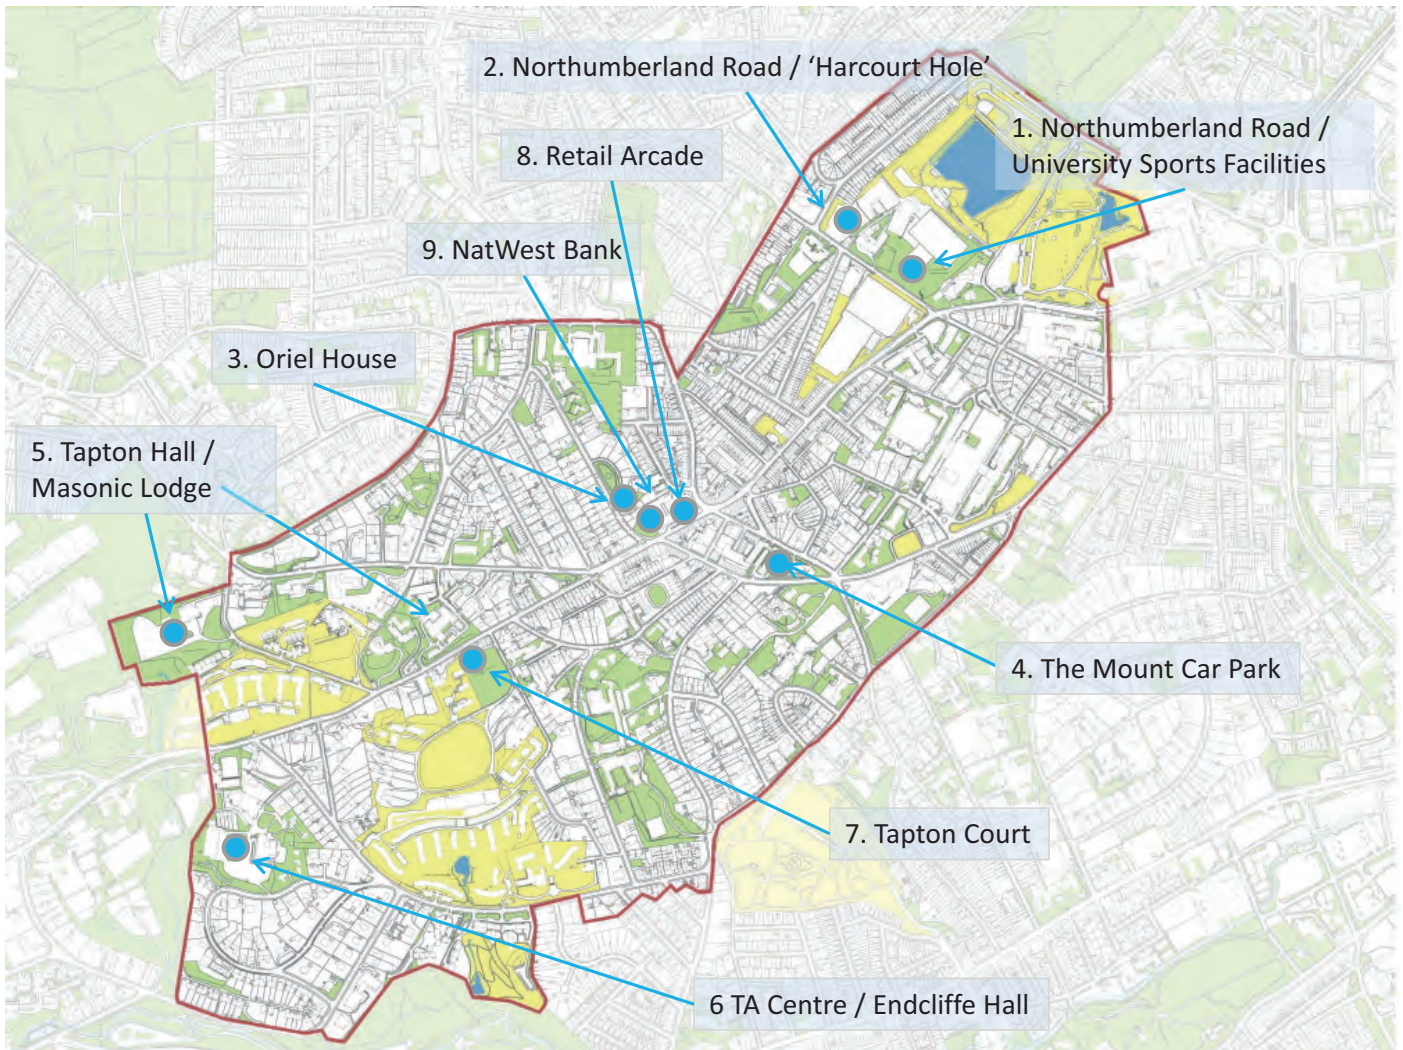 2. Northumberland Road / ‘Harcourt Hole’
1. Northumberland Road /
University Sports Facilities
8. Retail Arcade
9. NatWest Bank
3. Oriel House
5. Tapton Hall /
Masonic Lodge
4. The Mount Car Park
7. Tapton Court
6 TA Centre / Endcliffe Hall